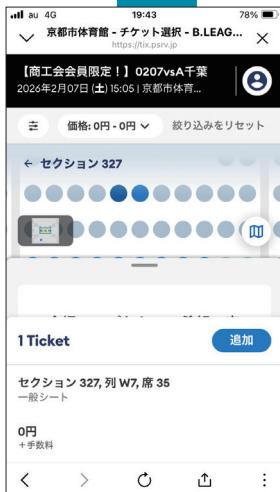 au 4G 19:43 78%
京都市体育館 - チケット選択 - B.LEAG...
https://tix.psrv.jp
【商工会会員限定！】0207vsA千葉
2026年2月07日 (土) 15:05 | 京都市体育...
価格: 0円 - 0円 絞り込みをリセット
← セクション 327
1 Ticket 追加
セクション 327, 列 W7, 席 35
一般シート
0円
+手数料